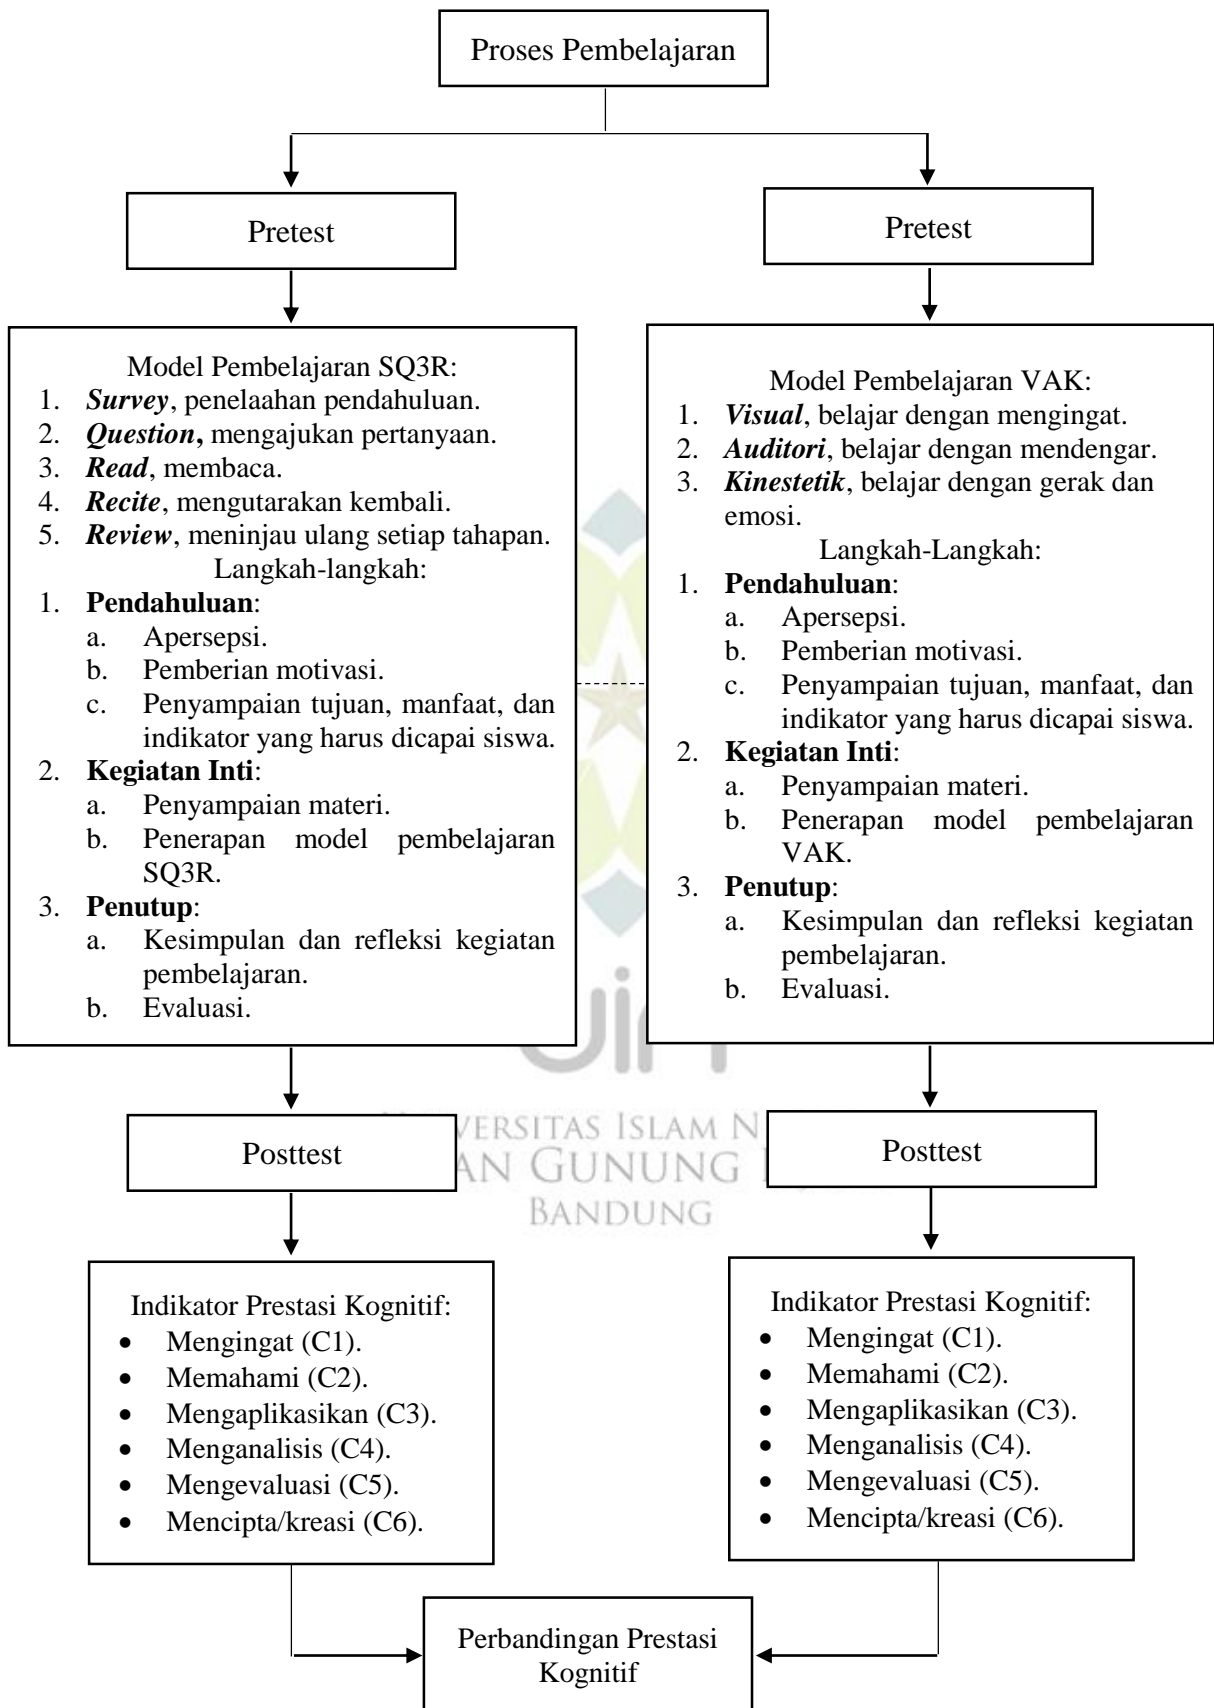 Proses Pembelajaran
Pretest
Pretest
Model Pembelajaran SQ3R:
1. Survey, penelaahan pendahuluan.
2. Question, mengajukan pertanyaan.
3. Read, membaca.
4. Recite, mengutarakan kembali.
5. Review, meninjau ulang setiap tahapan.
Langkah-langkah:
1. Pendahuluan:
a. Apersepsi.
b. Pemberian motivasi.
c. Penyampaian tujuan, manfaat, dan
indikator yang harus dicapai siswa.
2. Kegiatan Inti:
a. Penyampaian materi.
b. Penerapan model pembelajaran
SQ3R.
3. Penutup:
a. Kesimpulan dan refleksi kegiatan
pembelajaran.
b. Evaluasi.
Model Pembelajaran VAK:
1. Visual, belajar dengan mengingat.
2. Auditori, belajar dengan mendengar.
3. Kinestetik, belajar dengan gerak dan
emosi.
Langkah-Langkah:
1. Pendahuluan:
a. Apersepsi.
b. Pemberian motivasi.
c. Penyampaian tujuan, manfaat, dan
indikator yang harus dicapai siswa.
2. Kegiatan Inti:
a. Penyampaian materi.
b. Penerapan model pembelajaran
VAK.
3. Penutup:
a. Kesimpulan dan refleksi kegiatan
pembelajaran.
b. Evaluasi.
Posttest
Posttest
ISLAM
GUNUNG
BANDUNG
Indikator Prestasi Kognitif:
• Mengingat (C1).
• Memahami (C2).
• Mengaplikasikan (C3).
• Menganalisis (C4).
• Mengevaluasi (C5).
• Mencipta/kreasi (C6).
Indikator Prestasi Kognitif:
• Mengingat (C1).
• Memahami (C2).
• Mengaplikasikan (C3).
• Menganalisis (C4).
• Mengevaluasi (C5).
• Mencipta/kreasi (C6).
Perbandingan Prestasi
Kognitif